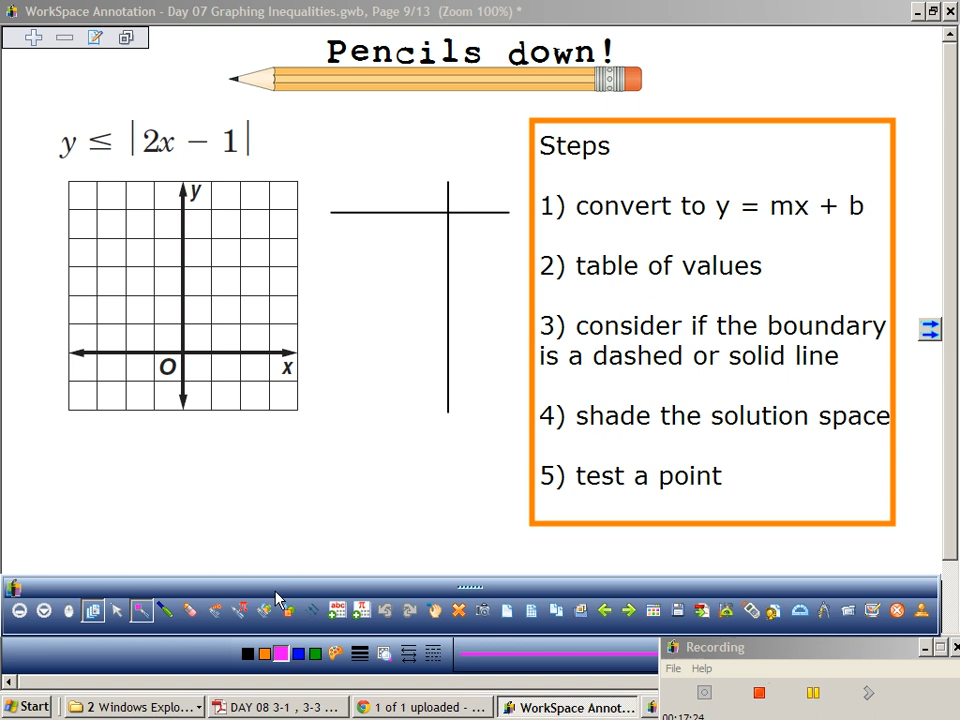 WorkSpace Annotation - Day 07 Graphing Inequalities.gwb, Page 9/13 (Zoom 100%) *
Pencils down!
y ≤ |2x − 1|
y
O
x
Steps
1) convert to y = mx + b
2) table of values
3) consider if the boundary
is a dashed or solid line
4) shade the solution space
5) test a point
abc
π
Recording
File Help
00:17:24
Start
2 Windows Explo...
DAY 08 3-1 , 3-3 ...
1 of 1 uploaded - ...
WorkSpace Annot...